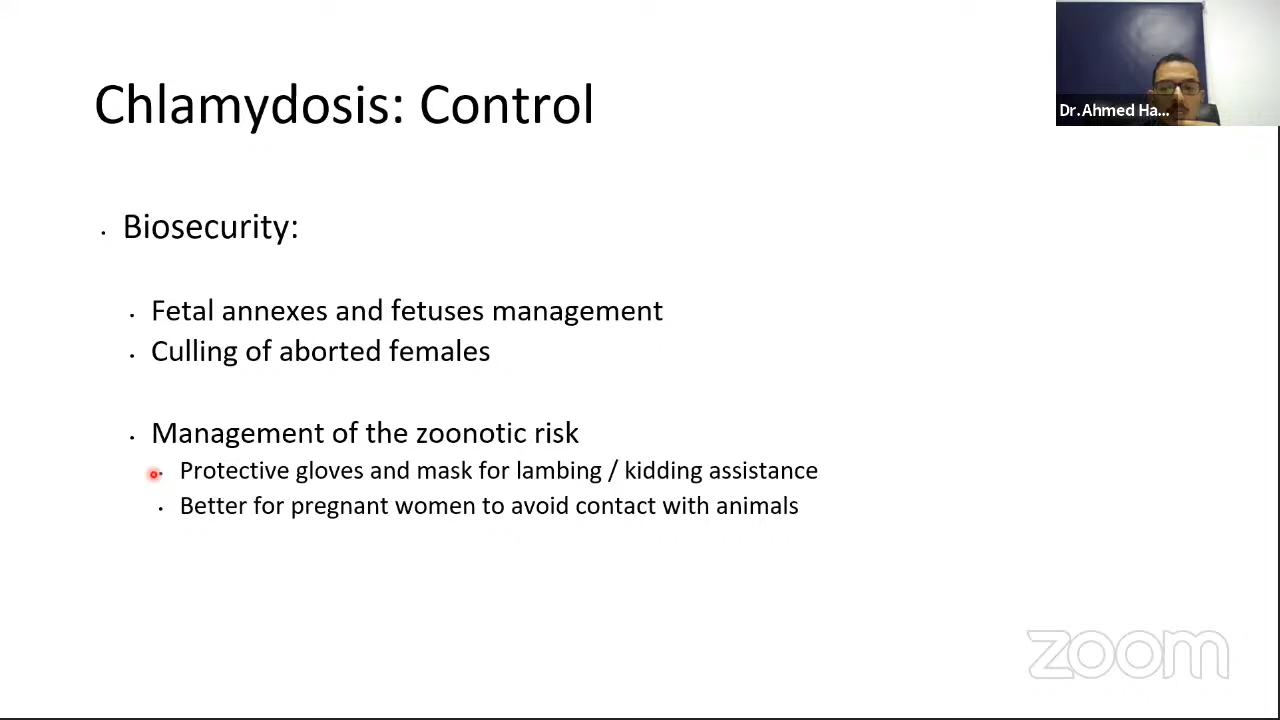 Chlamydosis: Control
Dr.Ahmed Ha...
• Biosecurity:
• Fetal annexes and fetuses management
• Culling of aborted females
• Management of the zoonotic risk
• Protective gloves and mask for lambing / kidding assistance
• Better for pregnant women to avoid contact with animals
zoom